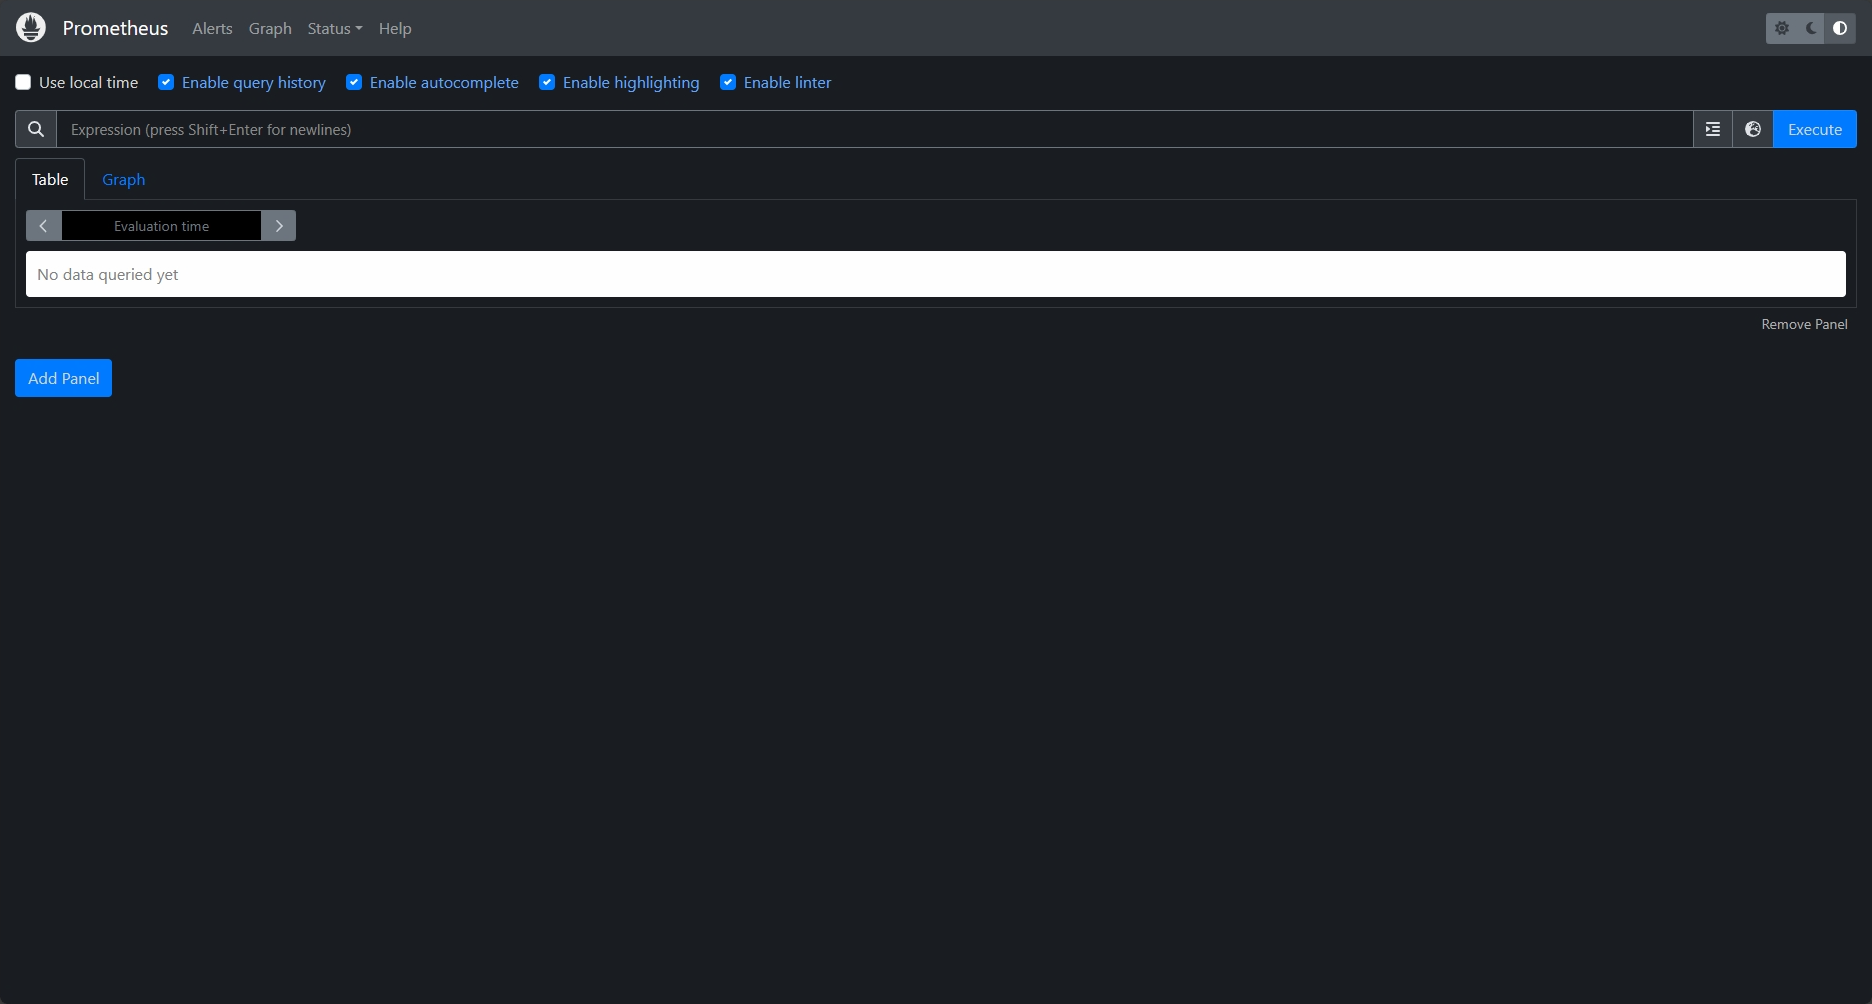 Prometheus Alerts Graph Status Help
Use local time Enable query history Enable autocomplete Enable highlighting Enable linter
Expression (press Shift+Enter for newlines) Execute
Table Graph
Evaluation time
No data queried yet
Remove Panel
Add Panel